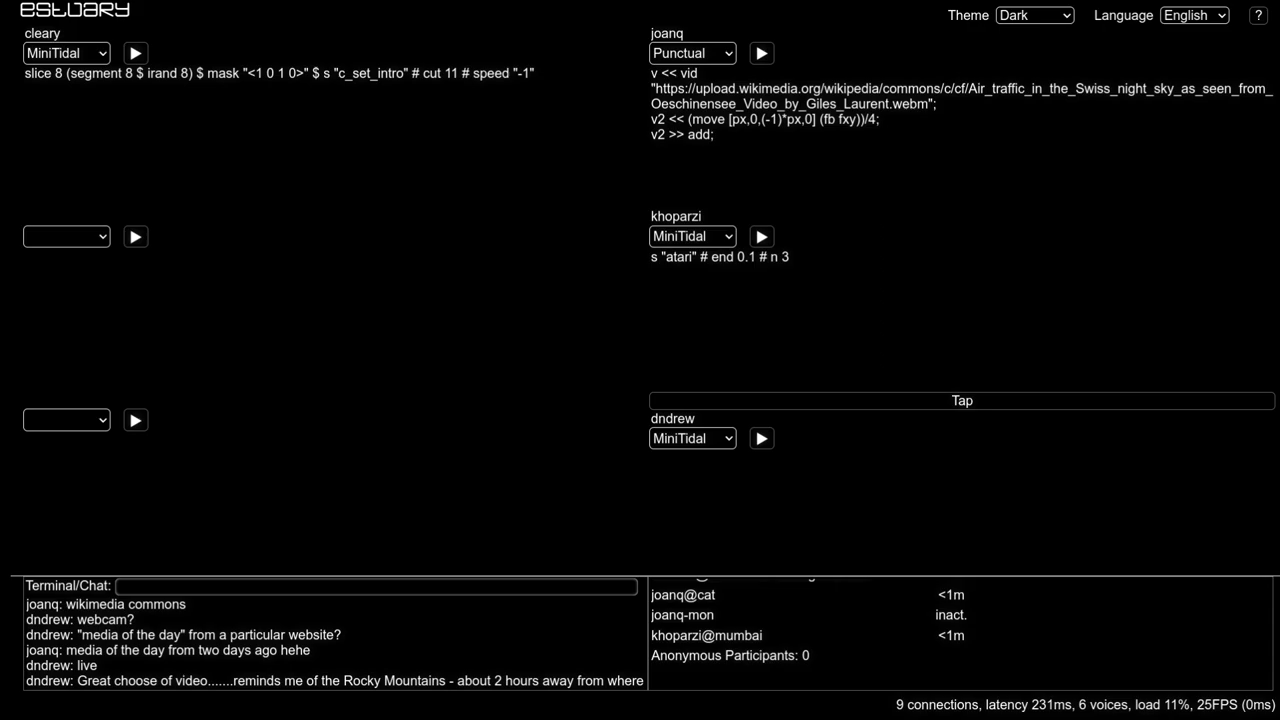 estuary
Theme Dark Language English ?
cleary
MiniTidal
slice 8 (segment 8 $ irand 8) $ mask "<1 0 1 0>" $ s "c_set_intro" # cut 11 # speed "-1"
joanq
Punctual
v << vid
"https://upload.wikimedia.org/wikipedia/commons/c/cf/Air_traffic_in_the_Swiss_night_sky_as_seen_from_
Oeschinensee_Video_by_Giles_Laurent.webm";
v2 << (move [px,0,(-1)*px,0] (fb fxy))/4;
v2 >> add;
khoparzi
MiniTidal
s "atari" # end 0.1 # n 3
Tap
dndrew
MiniTidal
Terminal/Chat:
joanq: wikimedia commons
dndrew: webcam?
dndrew: "media of the day" from a particular website?
joanq: media of the day from two days ago hehe
dndrew: live
dndrew: Great choose of video.......reminds me of the Rocky Mountains - about 2 hours away from where
joanq@cat <1m
joanq-mon inact.
khoparzi@mumbai <1m
Anonymous Participants: 0
9 connections, latency 231ms, 6 voices, load 11%, 25FPS (0ms)